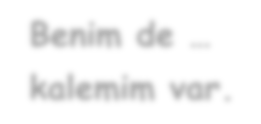 Benim de ...
kalemim var.